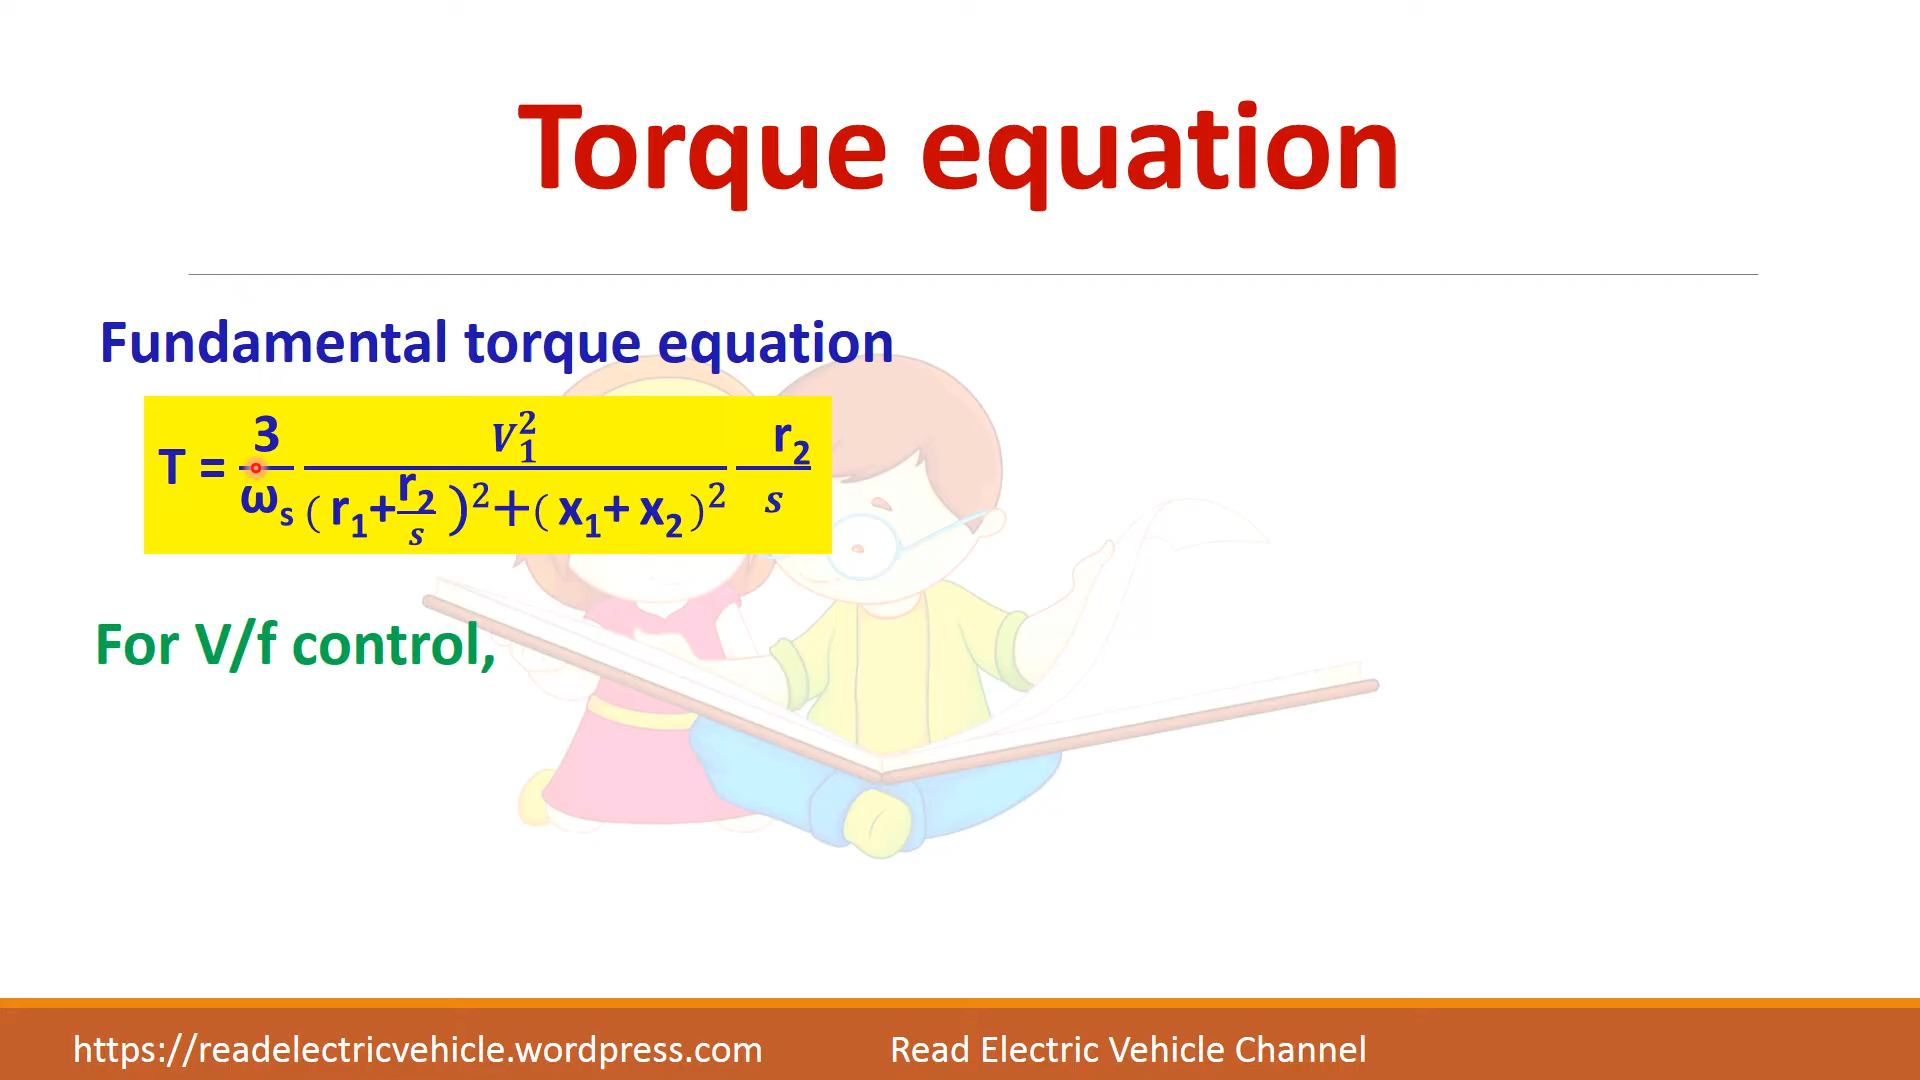 Torque equation
Fundamental torque equation
T = 3/ωs V₁²/((r₁+r₂/s)²+(x₁+x₂)²) r₂/s
For V/f control,
https://readelectricvehicle.wordpress.com
Read Electric Vehicle Channel